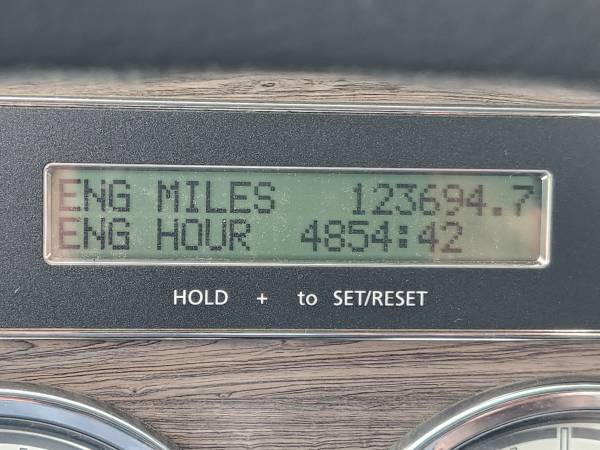 ENG MILES 123694.7
ENG HOUR 4854:42
HOLD + to SET/RESET